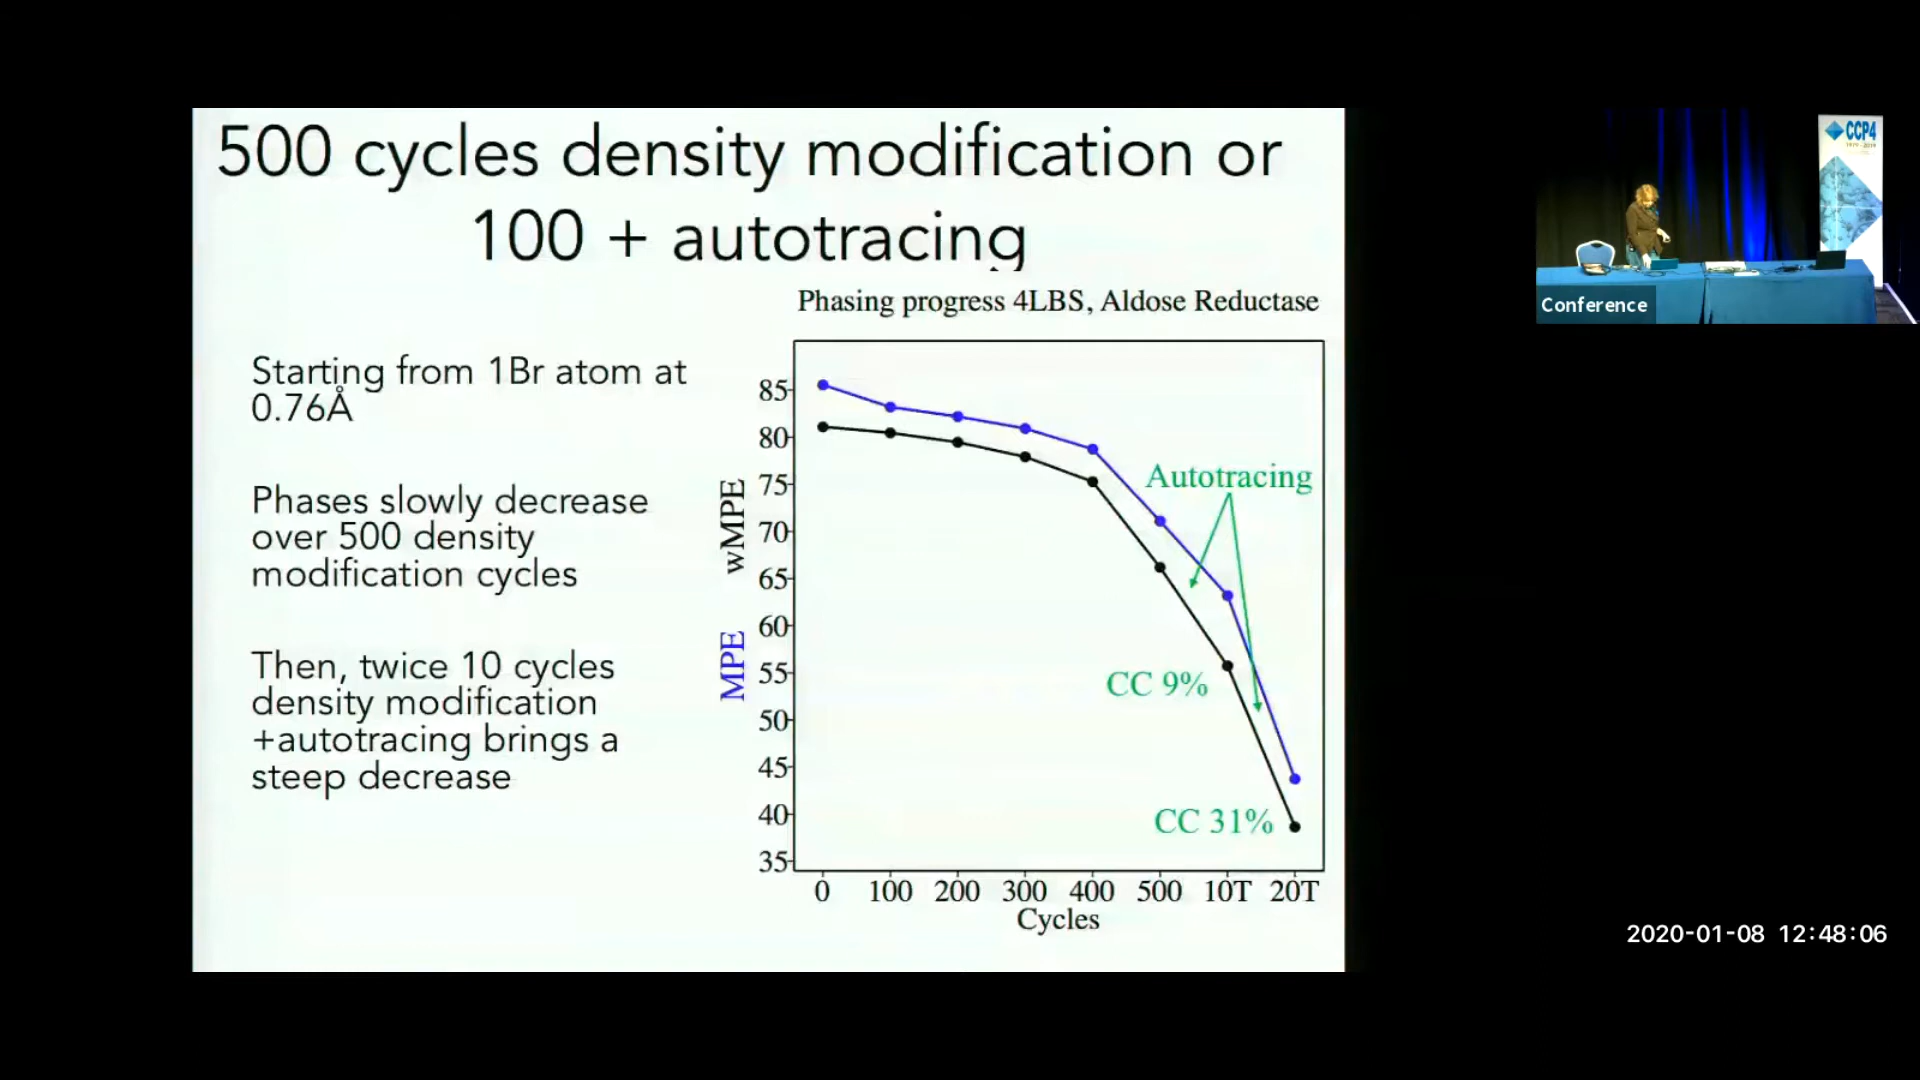 500 cycles density modification or
100 + autotracing
Starting from 1Br atom at
0.76Å
Phases slowly decrease
over 500 density
modification cycles
Then, twice 10 cycles
density modification
+autotracing brings a
steep decrease
Phasing progress 4LBS, Aldose Reductase
wMPE
MPE
85
80
75
70
65
60
55
50
45
40
35
Autotracing
CC 9%
CC 31%
0 100 200 300 400 500 10T 20T
Cycles
CCP4
1979-2019
Conference
2020-01-08 12:48:06